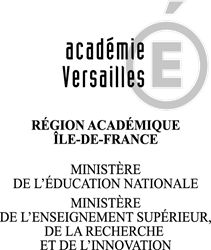 académie
Versailles
É
RÉGION ACADÉMIQUE
ÎLE-DE-FRANCE
MINISTÈRE
DE L'ÉDUCATION NATIONALE
MINISTÈRE
DE L'ENSEIGNEMENT SUPÉRIEUR,
DE LA RECHERCHE
ET DE L'INNOVATION